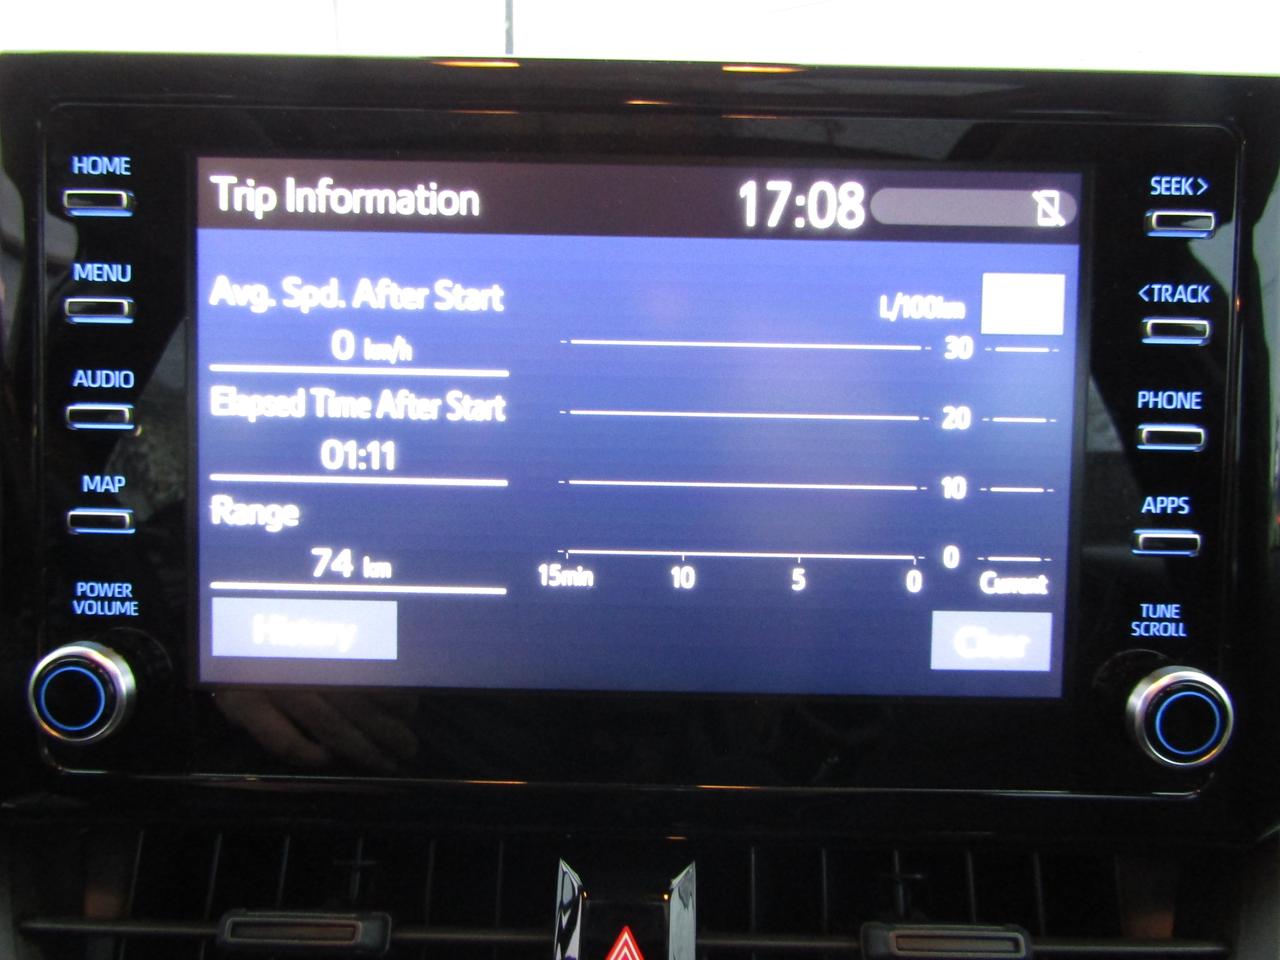 HOME
MENU
AUDIO
MAP
POWER
VOLUME
Trip Information 17:08
Avg. Spd. After Start
0 km/h
Elapsed Time After Start
01:11
Range
74 km
History
L/100km
30
20
10
0
15min 10 5 0 Current
Clear
SEEK>
<TRACK
PHONE
APPS
TUNE
SCROLL